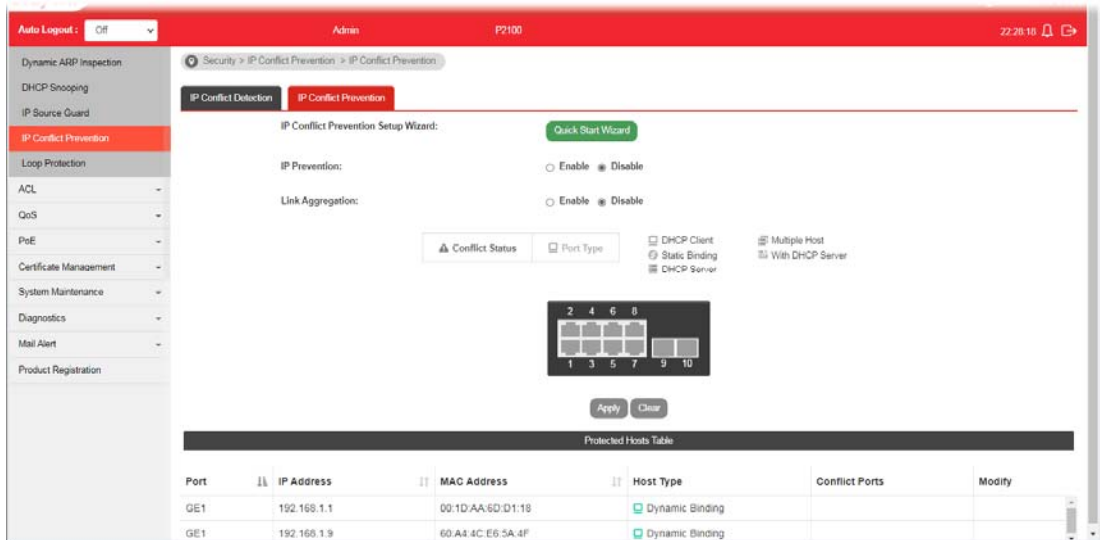 Auto Logout : Off Admin P2100 22:28:18
Dynamic ARP Inspection
DHCP Snooping
IP Source Guard
IP Conflict Prevention
Loop Protection
ACL
QoS
PoE
Certificate Management
System Maintenance
Diagnostics
Mail Alert
Product Registration
Security > IP Conflict Prevention > IP Conflict Prevention
IP Conflict Detection IP Conflict Prevention
IP Conflict Prevention Setup Wizard: Quick Start Wizard
IP Prevention: Enable Disable
Link Aggregation: Enable Disable
Conflict Status Port Type
DHCP Client Multiple Host
Static Binding With DHCP Server
DHCP Server
2 4 6 8
1 3 5 7 9 10
Apply Clear
Protected Hosts Table
Port IP Address MAC Address Host Type Conflict Ports Modify
GE1 192.168.1.1 00:1D:AA:6D:D1:18 Dynamic Binding
GE1 192.168.1.9 60:A4:4C:E6:5A:4F Dynamic Binding